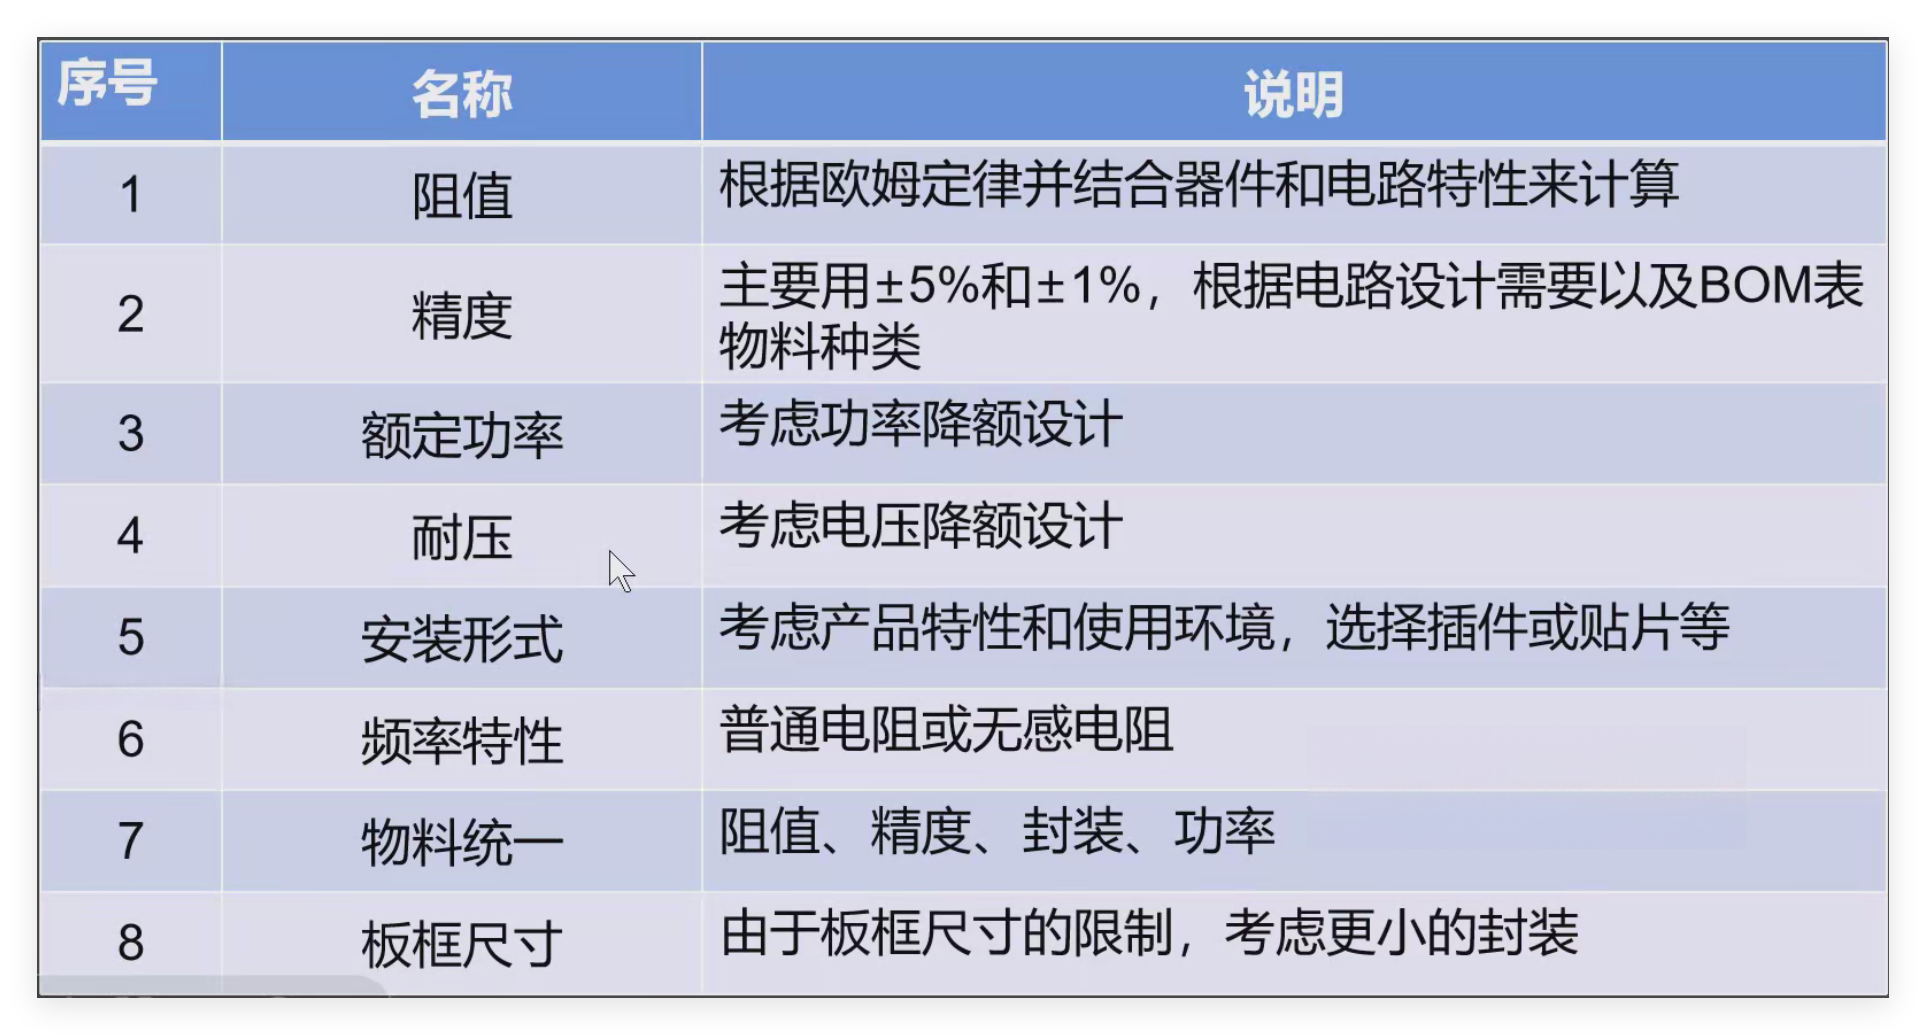 序号 名称 说明
1 阻值 根据欧姆定律并结合器件和电路特性来计算
2 精度 主要用±5%和±1%，根据电路设计需要以及BOM表
物料种类
3 额定功率 考虑功率降额设计
4 耐压 考虑电压降额设计
5 安装形式 考虑产品特性和使用环境，选择插件或贴片等
6 频率特性 普通电阻或无感电阻
7 物料统一 阻值、精度、封装、功率
8 板框尺寸 由于板框尺寸的限制，考虑更小的封装